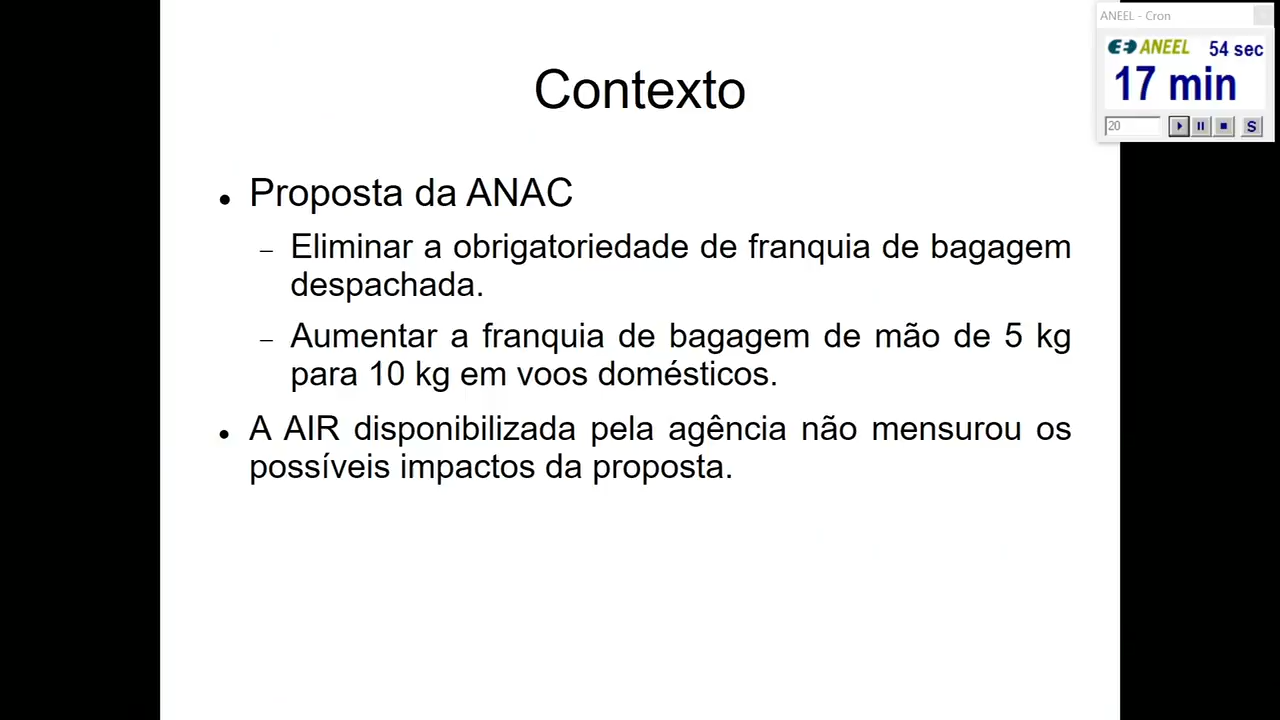 Contexto
ANEEL - Cron
ANEEL 54 sec
17 min
20
S
Proposta da ANAC
Eliminar a obrigatoriedade de franquia de bagagem
despachada.
Aumentar a franquia de bagagem de mão de 5 kg
para 10 kg em voos domésticos.
A AIR disponibilizada pela agência não mensurou os
possíveis impactos da proposta.